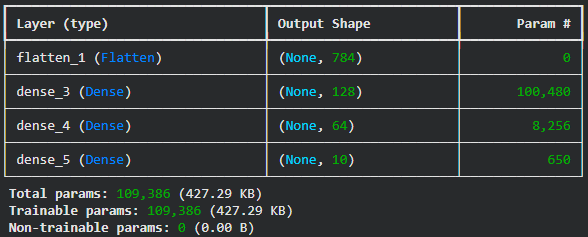 Layer (type) Output Shape Param #
flatten_1 (Flatten) (None, 784) 0
dense_3 (Dense) (None, 128) 100,480
dense_4 (Dense) (None, 64) 8,256
dense_5 (Dense) (None, 10) 650
Total params: 109,386 (427.29 KB)
Trainable params: 109,386 (427.29 KB)
Non-trainable params: 0 (0.00 B)